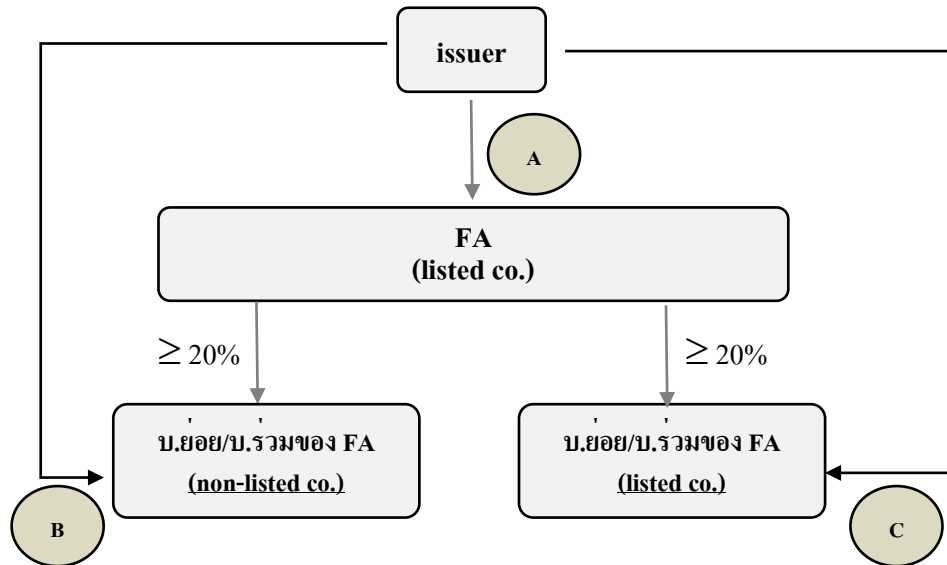 issuer
A
FA
(listed co.)
≥ 20%
≥ 20%
บ.ย่อย/บ.ร่วมของ FA
(non-listed co.)
บ.ย่อย/บ.ร่วมของ FA
(listed co.)
B
C